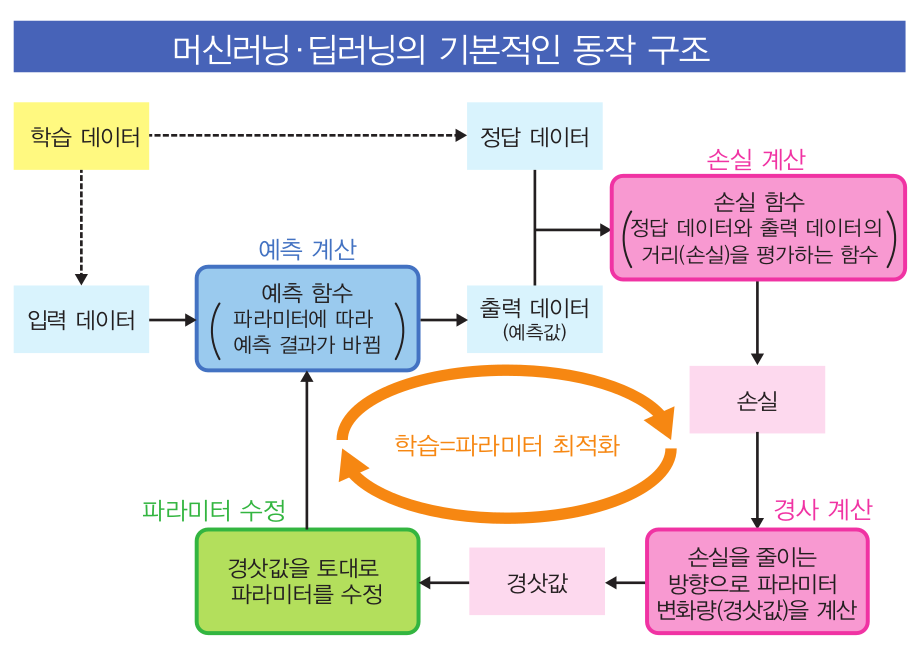 머신러닝·딥러닝의 기본적인 동작 구조
학습 데이터
정답 데이터
손실 계산
손실 함수
(정답 데이터와 출력 데이터의
거리(손실)을 평가하는 함수)
예측 계산
입력 데이터
예측 함수
(파라미터에 따라
예측 결과가 바뀜)
출력 데이터
(예측값)
손실
학습=파라미터 최적화
파라미터 수정
경삿값을 토대로
파라미터를 수정
경삿값
경사 계산
손실을 줄이는
방향으로 파라미터
변화량(경삿값)을 계산